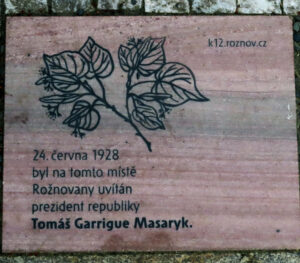 k12.roznov.cz
24. června 1928
byl na tomto místě
Rožnovany uvítán
prezident republiky
Tomáš Garrigue Masaryk.